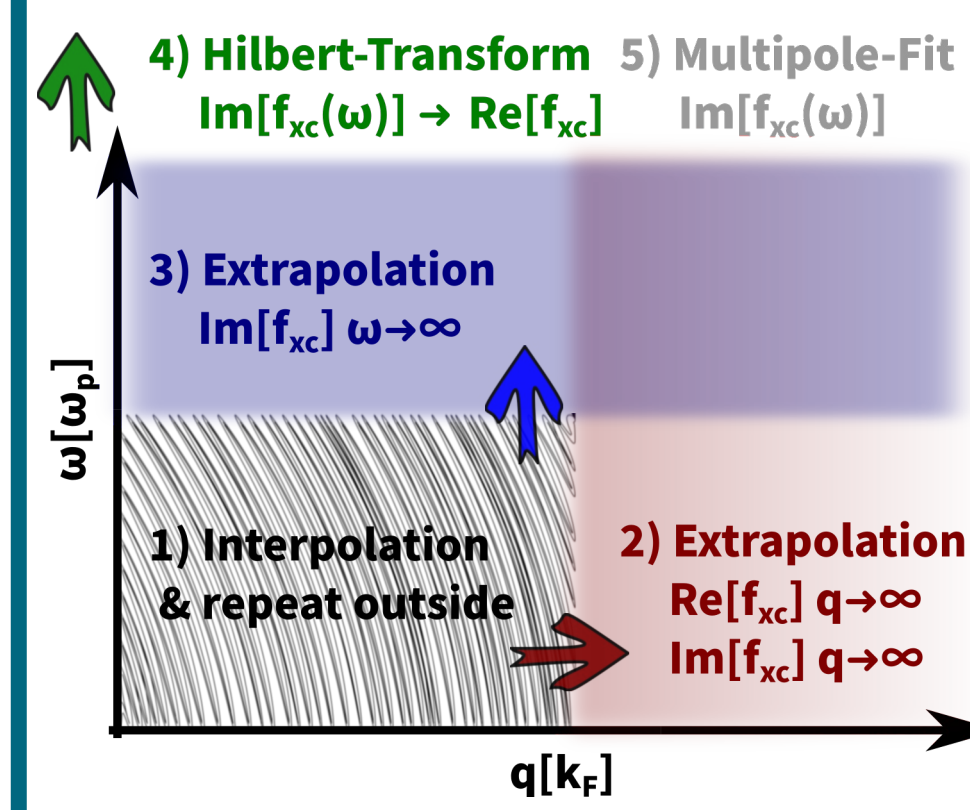 4) Hilbert-Transform
Im[fxc(ω)] → Re[fxc]
5) Multipole-Fit
Im[fxc(ω)]
3) Extrapolation
Im[fxc] ω→∞
ω[ωp]
1) Interpolation
& repeat outside
2) Extrapolation
Re[fxc] q→∞
Im[fxc] q→∞
q[kF]